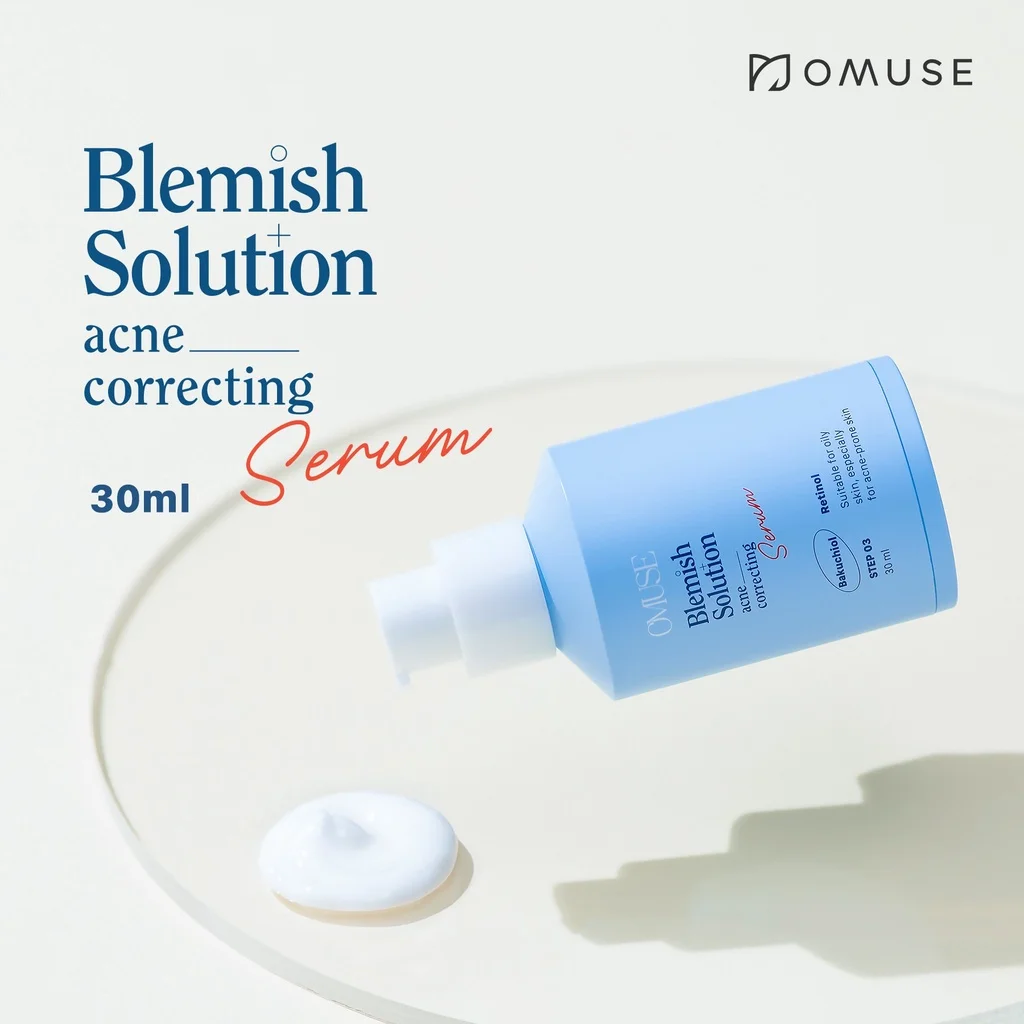 OMUSE
Blemish
Solution
acne
correcting
Serum
30ml
OMUSE
Blemish
Solution
acne
correcting
Serum
Bakuchiol
Retinol
STEP 03
30 ml
Suitable for oily
skin, especially
for acne-prone skin